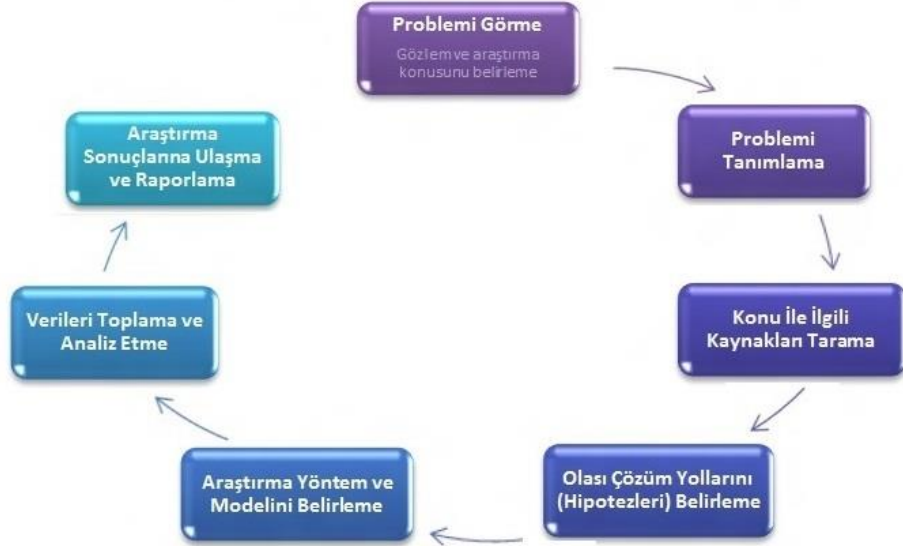 Problemi Görme
Gözlem ve araştırma
konusunu belirleme
Problemi
Tanımlama
Konu İle İlgili
Kaynakları Tarama
Olası Çözüm Yollarını
(Hipotezleri) Belirleme
Araştırma Yöntem ve
Modelini Belirleme
Verileri Toplama ve
Analiz Etme
Araştırma
Sonuçlarına Ulaşma
ve Raporlama